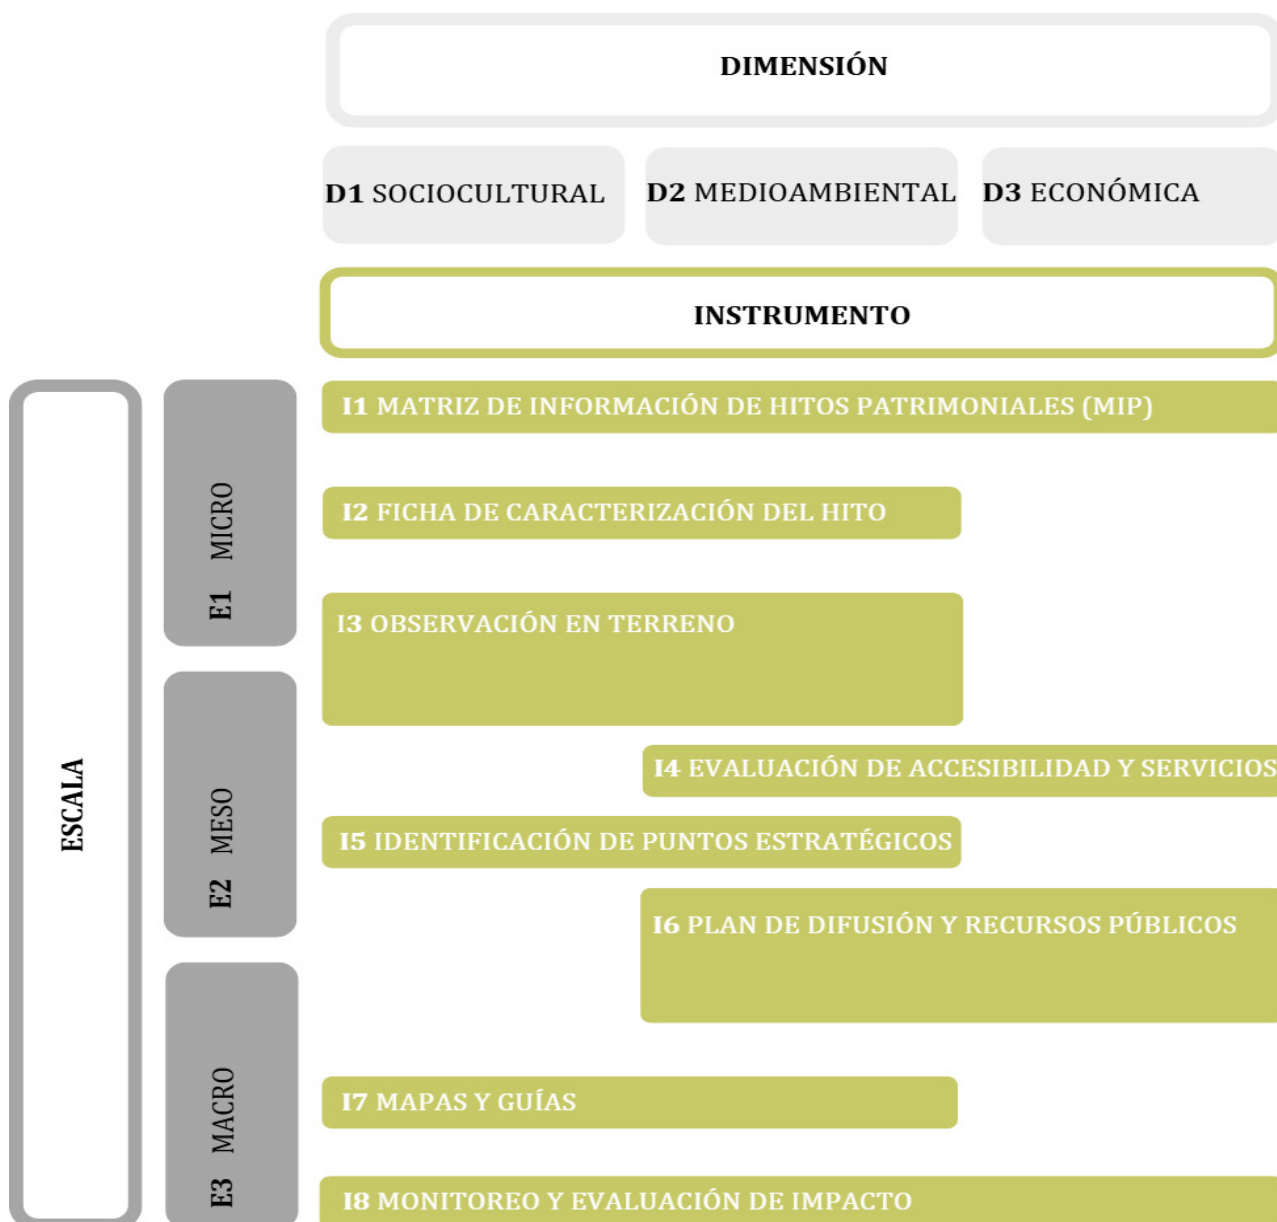 DIMENSIÓN
D1 SOCIOCULTURAL
D2 MEDIOAMBIENTAL
D3 ECONÓMICA
INSTRUMENTO
ESCALA
E1 MICRO
I1 MATRIZ DE INFORMACIÓN DE HITOS PATRIMONIALES (MIP)
I2 FICHA DE CARACTERIZACIÓN DEL HITO
I3 OBSERVACIÓN EN TERRENO
E2 MESO
I4 EVALUACIÓN DE ACCESIBILIDAD Y SERVICIOS
I5 IDENTIFICACIÓN DE PUNTOS ESTRATÉGICOS
I6 PLAN DE DIFUSIÓN Y RECURSOS PÚBLICOS
E3 MACRO
I7 MAPAS Y GUÍAS
I8 MONITOREO Y EVALUACIÓN DE IMPACTO